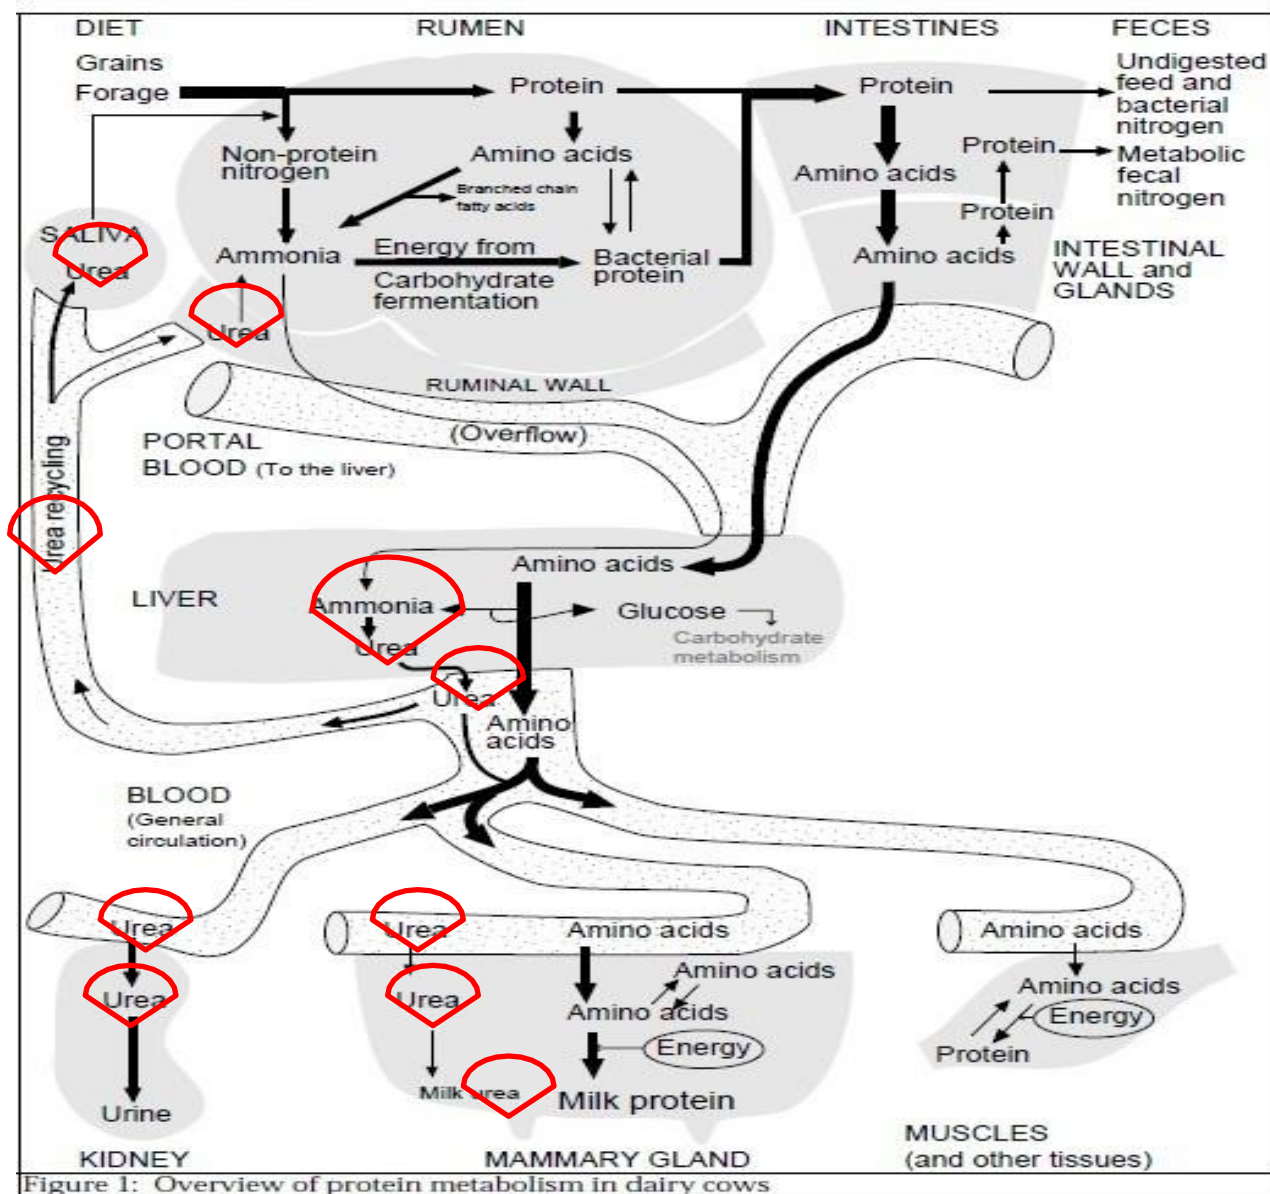 DIET
RUMEN
INTESTINES
FECES
Grains
Forage
Protein
Protein
Undigested
feed and
bacterial
nitrogen
Non-protein
nitrogen
Amino acids
Branched chain
fatty acids
Amino acids
Protein
Metabolic
fecal
nitrogen
Protein
SALIVA
Urea
Ammonia
Energy from
Carbohydrate
fermentation
Bacterial
protein
Amino acids
INTESTINAL
WALL and
GLANDS
Urea
RUMINAL WALL
(Overflow)
PORTAL
BLOOD (To the liver)
Urea recycling
LIVER
Amino acids
Ammonia
Glucose
Urea
Carbohydrate
metabolism
Urea
Amino
acids
BLOOD
(General
circulation)
Urea
Urea
Amino acids
Amino acids
Urea
Urea
Amino acids
Amino acids
Amino acids
Energy
Energy
Protein
Milk urea
Milk protein
Urine
KIDNEY
MAMMARY GLAND
MUSCLES
(and other tissues)
Figure 1: Overview of protein metabolism in dairy cows